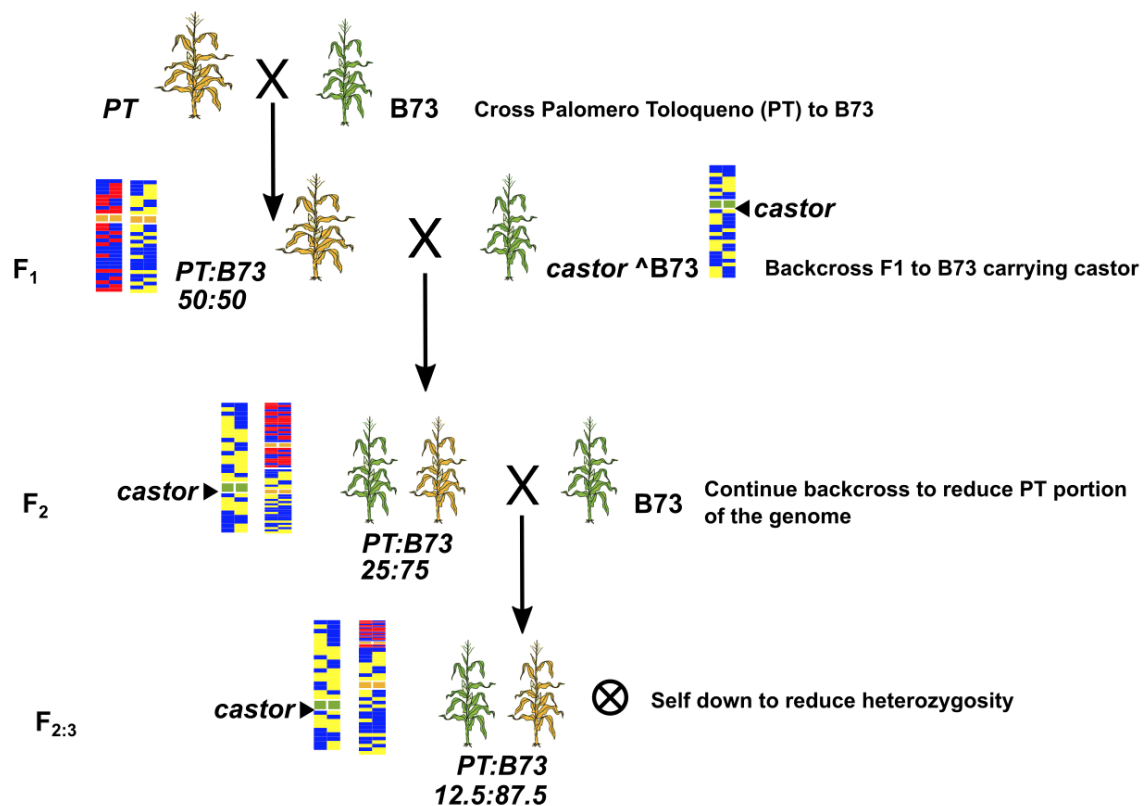 PT X B73 Cross Palomero Toloqueno (PT) to B73
castor
F1 PT:B73 X castor ^B73 Backcross F1 to B73 carrying castor
50:50
castor
F2 X B73 Continue backcross to reduce PT portion
of the genome
PT:B73
25:75
castor
F2:3 Self down to reduce heterozygosity
PT:B73
12.5:87.5